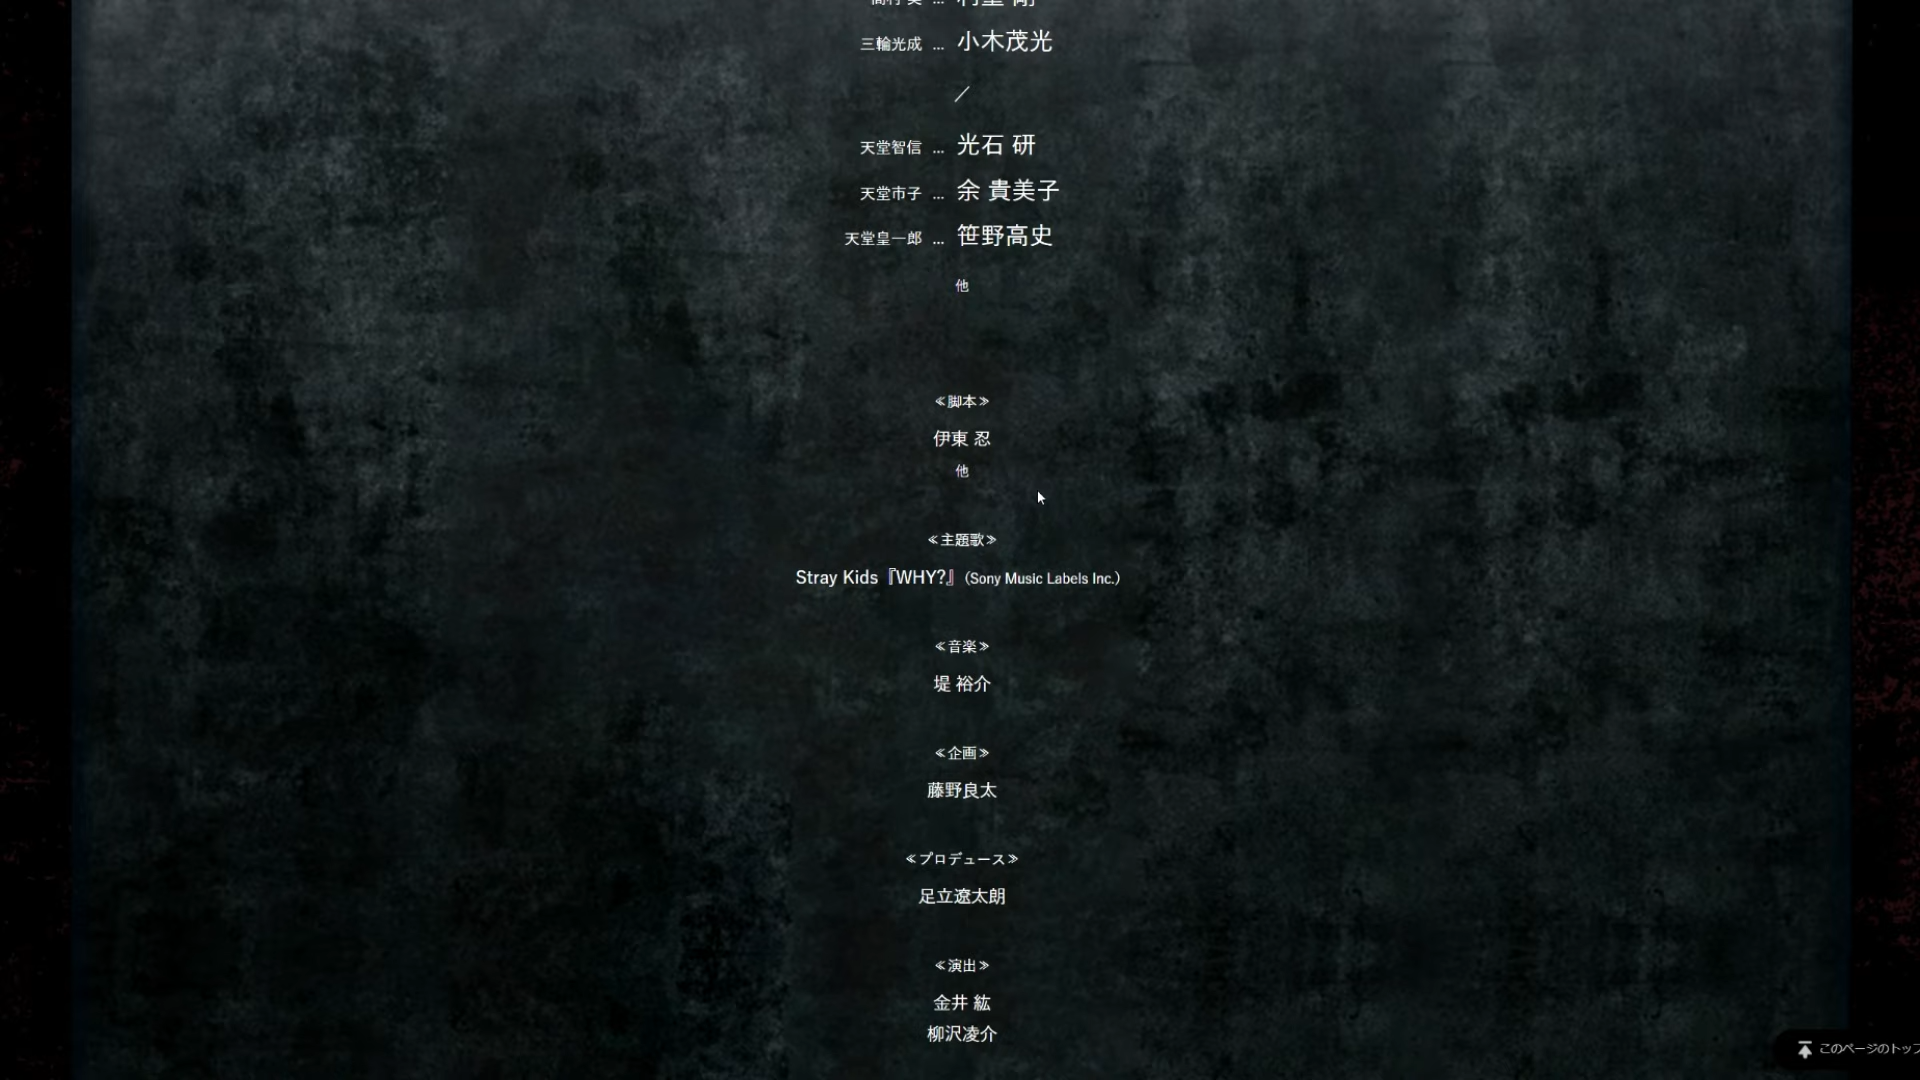 三輪光成 … 小木茂光
／
天堂智信 … 光石 研
天堂市子 … 余 貴美子
天堂皇一郎 … 笹野高史
他
≪脚本≫
伊東 忍
他
≪主題歌≫
Stray Kids『WHY?』（Sony Music Labels Inc.）
≪音楽≫
堤 裕介
≪企画≫
藤野良太
≪プロデュース≫
足立遼太朗
≪演出≫
金井 紘
柳沢凌介
このページのトップ